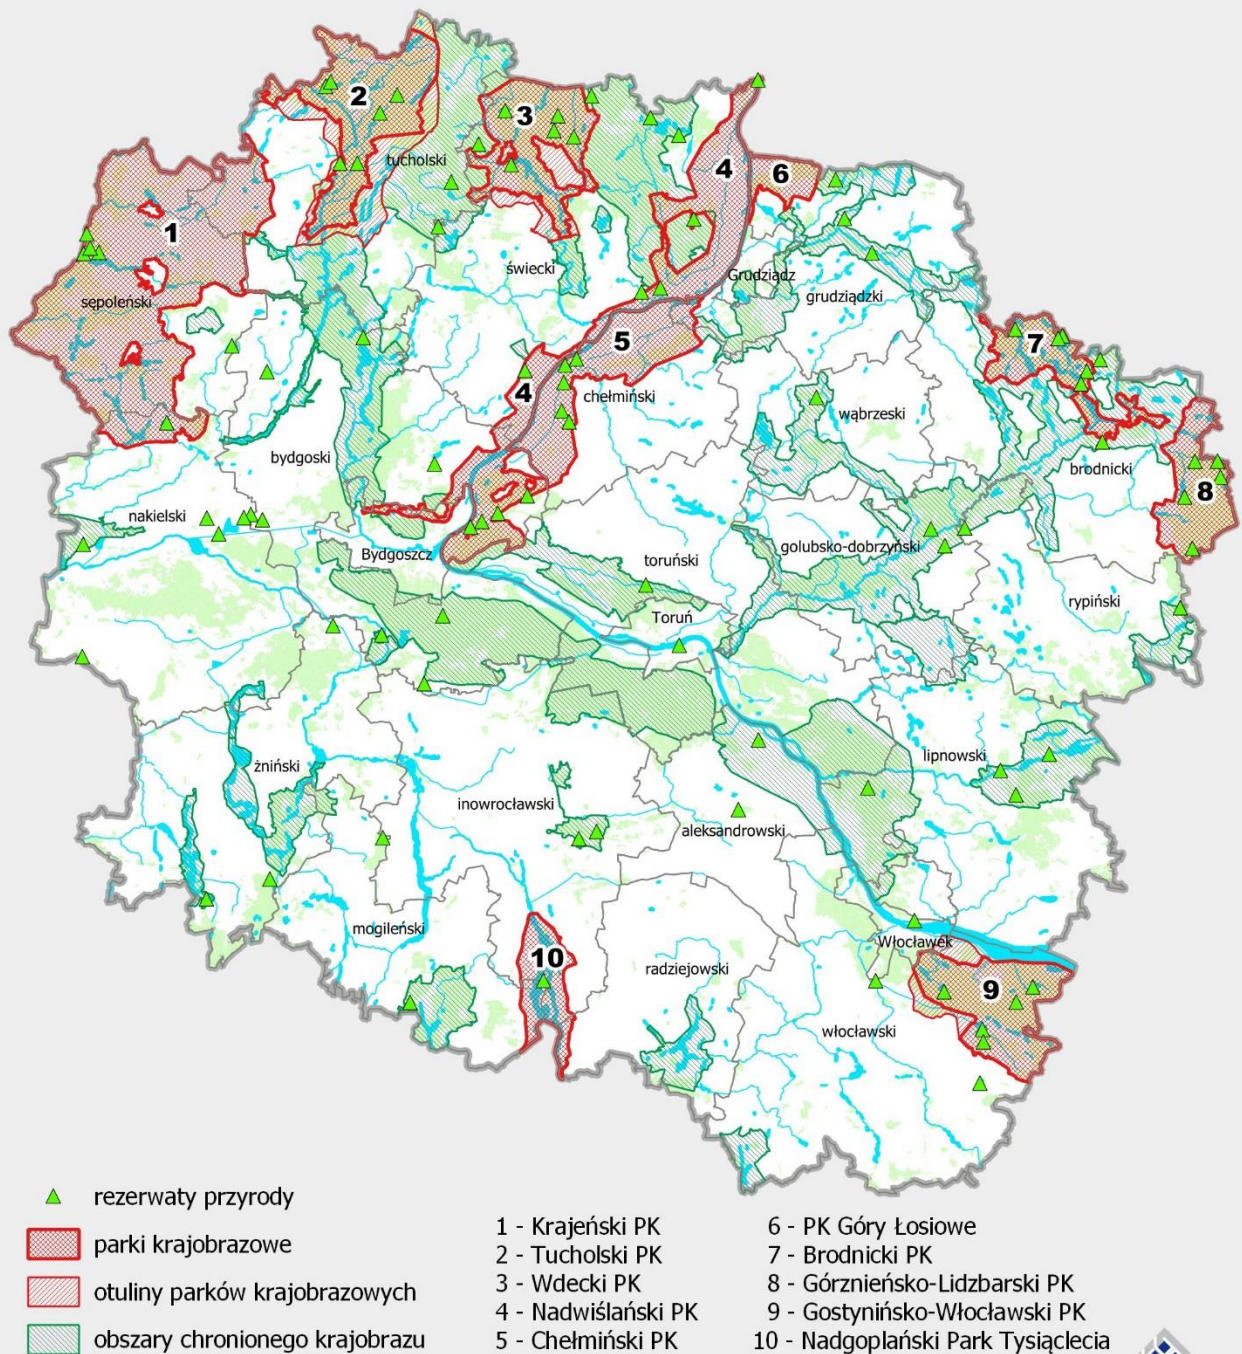 2
3
4
tucholski
6
1
świecki
Grudziądz
sępoleński
grudziądzki
5
7
4
chełmiński
wąbrzeski
bydgoski
brodnicki
8
nakielski
Bydgoszcz
toruński
golubsko-dobrzyński
Toruń
rypiński
żniński
lipnowski
inowrocławski
aleksandrowski
mogileński
Włocławek
10
radziejowski
9
włocławski
rezerwaty przyrody
parki krajobrazowe
otuliny parków krajobrazowych
obszary chronionego krajobrazu
1 - Krajeński PK
2 - Tucholski PK
3 - Wdecki PK
4 - Nadwiślański PK
5 - Chełmiński PK
6 - PK Góry Łosiowe
7 - Brodnicki PK
8 - Górznieńsko-Lidzbarski PK
9 - Gostynińsko-Włocławski PK
10 - Nadgoplański Park Tysiąclecia